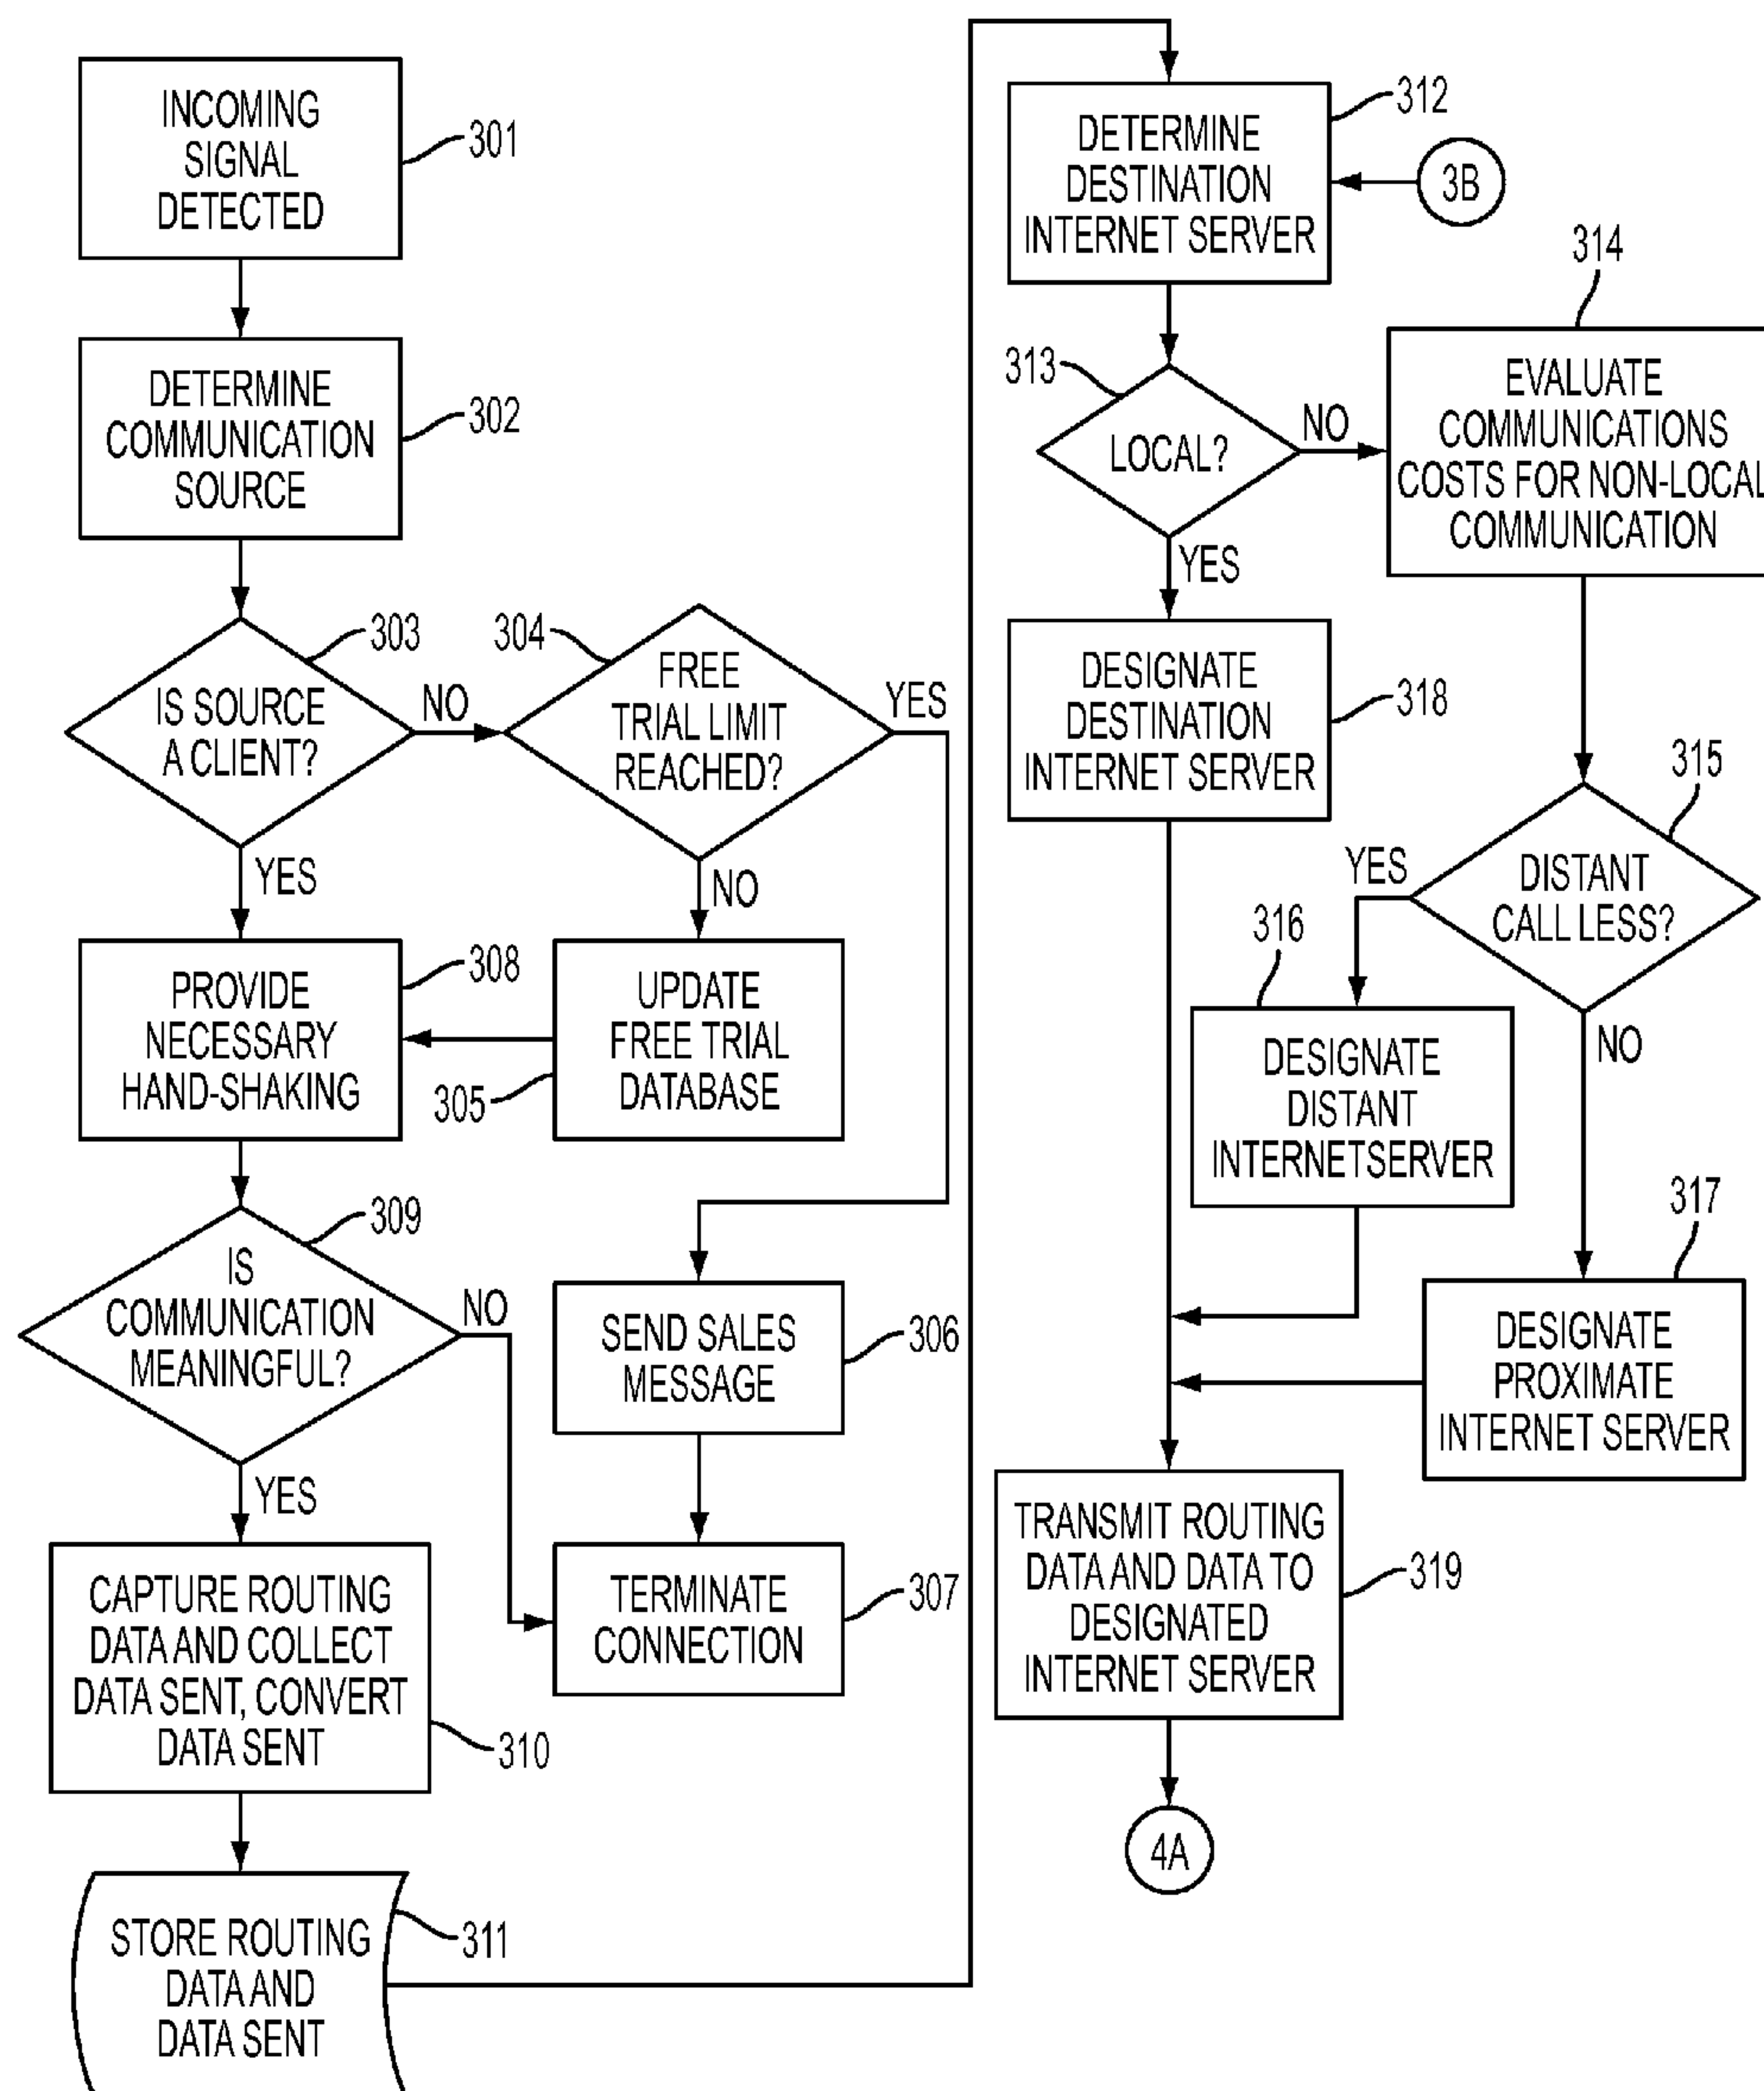 INCOMING
SIGNAL
DETECTED
301
DETERMINE
COMMUNICATION
SOURCE
302
303
IS SOURCE
A CLIENT?
NO
YES
304
FREE
TRIAL LIMIT
REACHED?
YES
NO
PROVIDE
NECESSARY
HAND-SHAKING
308
UPDATE
FREE TRIAL
DATABASE
305
309
IS
COMMUNICATION
MEANINGFUL?
NO
YES
SEND SALES
MESSAGE
306
TERMINATE
CONNECTION
307
CAPTURE ROUTING
DATA AND COLLECT
DATA SENT, CONVERT
DATA SENT
310
STORE ROUTING
DATA AND
DATA SENT
311
312
DETERMINE
DESTINATION
INTERNET SERVER
3B
313
LOCAL?
NO
YES
314
EVALUATE
COMMUNICATIONS
COSTS FOR NON-LOCAL
COMMUNICATION
DESIGNATE
DESTINATION
INTERNET SERVER
318
315
DISTANT
CALL LESS?
YES
NO
316
DESIGNATE
DISTANT
INTERNETSERVER
317
DESIGNATE
PROXIMATE
INTERNET SERVER
TRANSMIT ROUTING
DATA AND DATA TO
DESIGNATED
INTERNET SERVER
319
4A